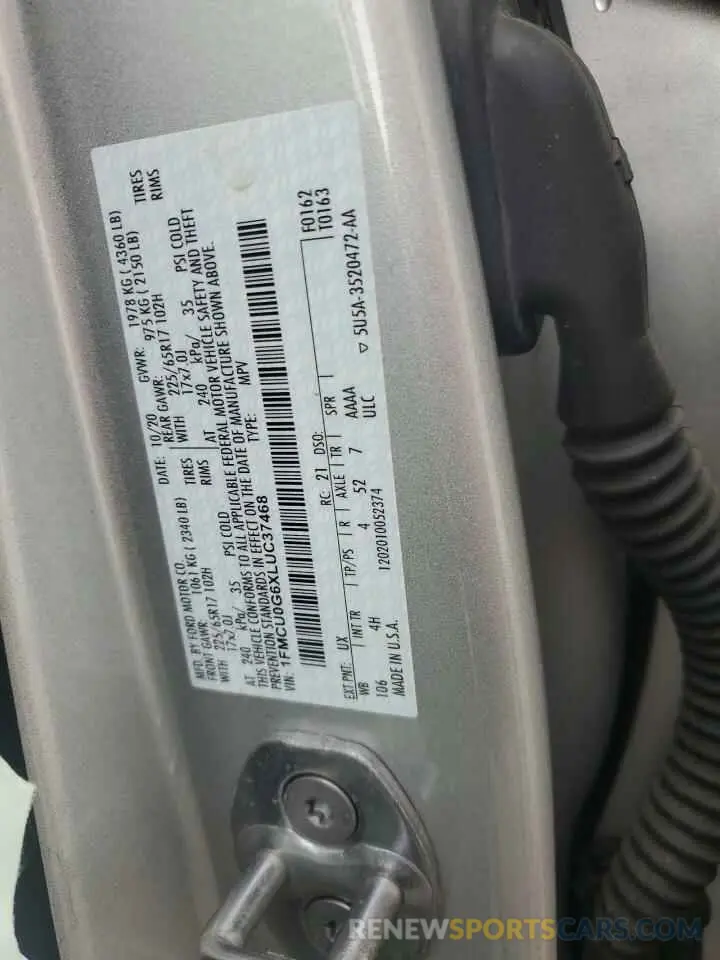 MFD. BY FORD MOTOR CO. DATE: 10/20 GVWR: 1978 KG ( 4360 LB)
FRONT GAWR: 1061 KG ( 2340 LB) REAR GAWR: 975 KG ( 2150 LB)
WITH 225/65R17 102H TIRES WITH 225/65R17 102H TIRES
17x7.0J RIMS 17x7.0J RIMS
AT 240 kPa/ 35 PSI COLD AT 240 kPa/ 35 PSI COLD
THIS VEHICLE CONFORMS TO ALL APPLICABLE FEDERAL MOTOR VEHICLE SAFETY AND THEFT
PREVENTION STANDARDS IN EFFECT ON THE DATE OF MANUFACTURE SHOWN ABOVE.
VIN: 1FMCU0G6XLUC37468 TYPE: MPV
F0162
T0163
EXT PNT: UX RC: 21 DSO:
WB INT TR TP/PS R AXLE TR SPR
106 4H 4 52 7 AAAA
MADE IN U.S.A. 1202010052374 ULC
▽ 5U5A-3520472-AA
RENEWSPORTSCARS.COM